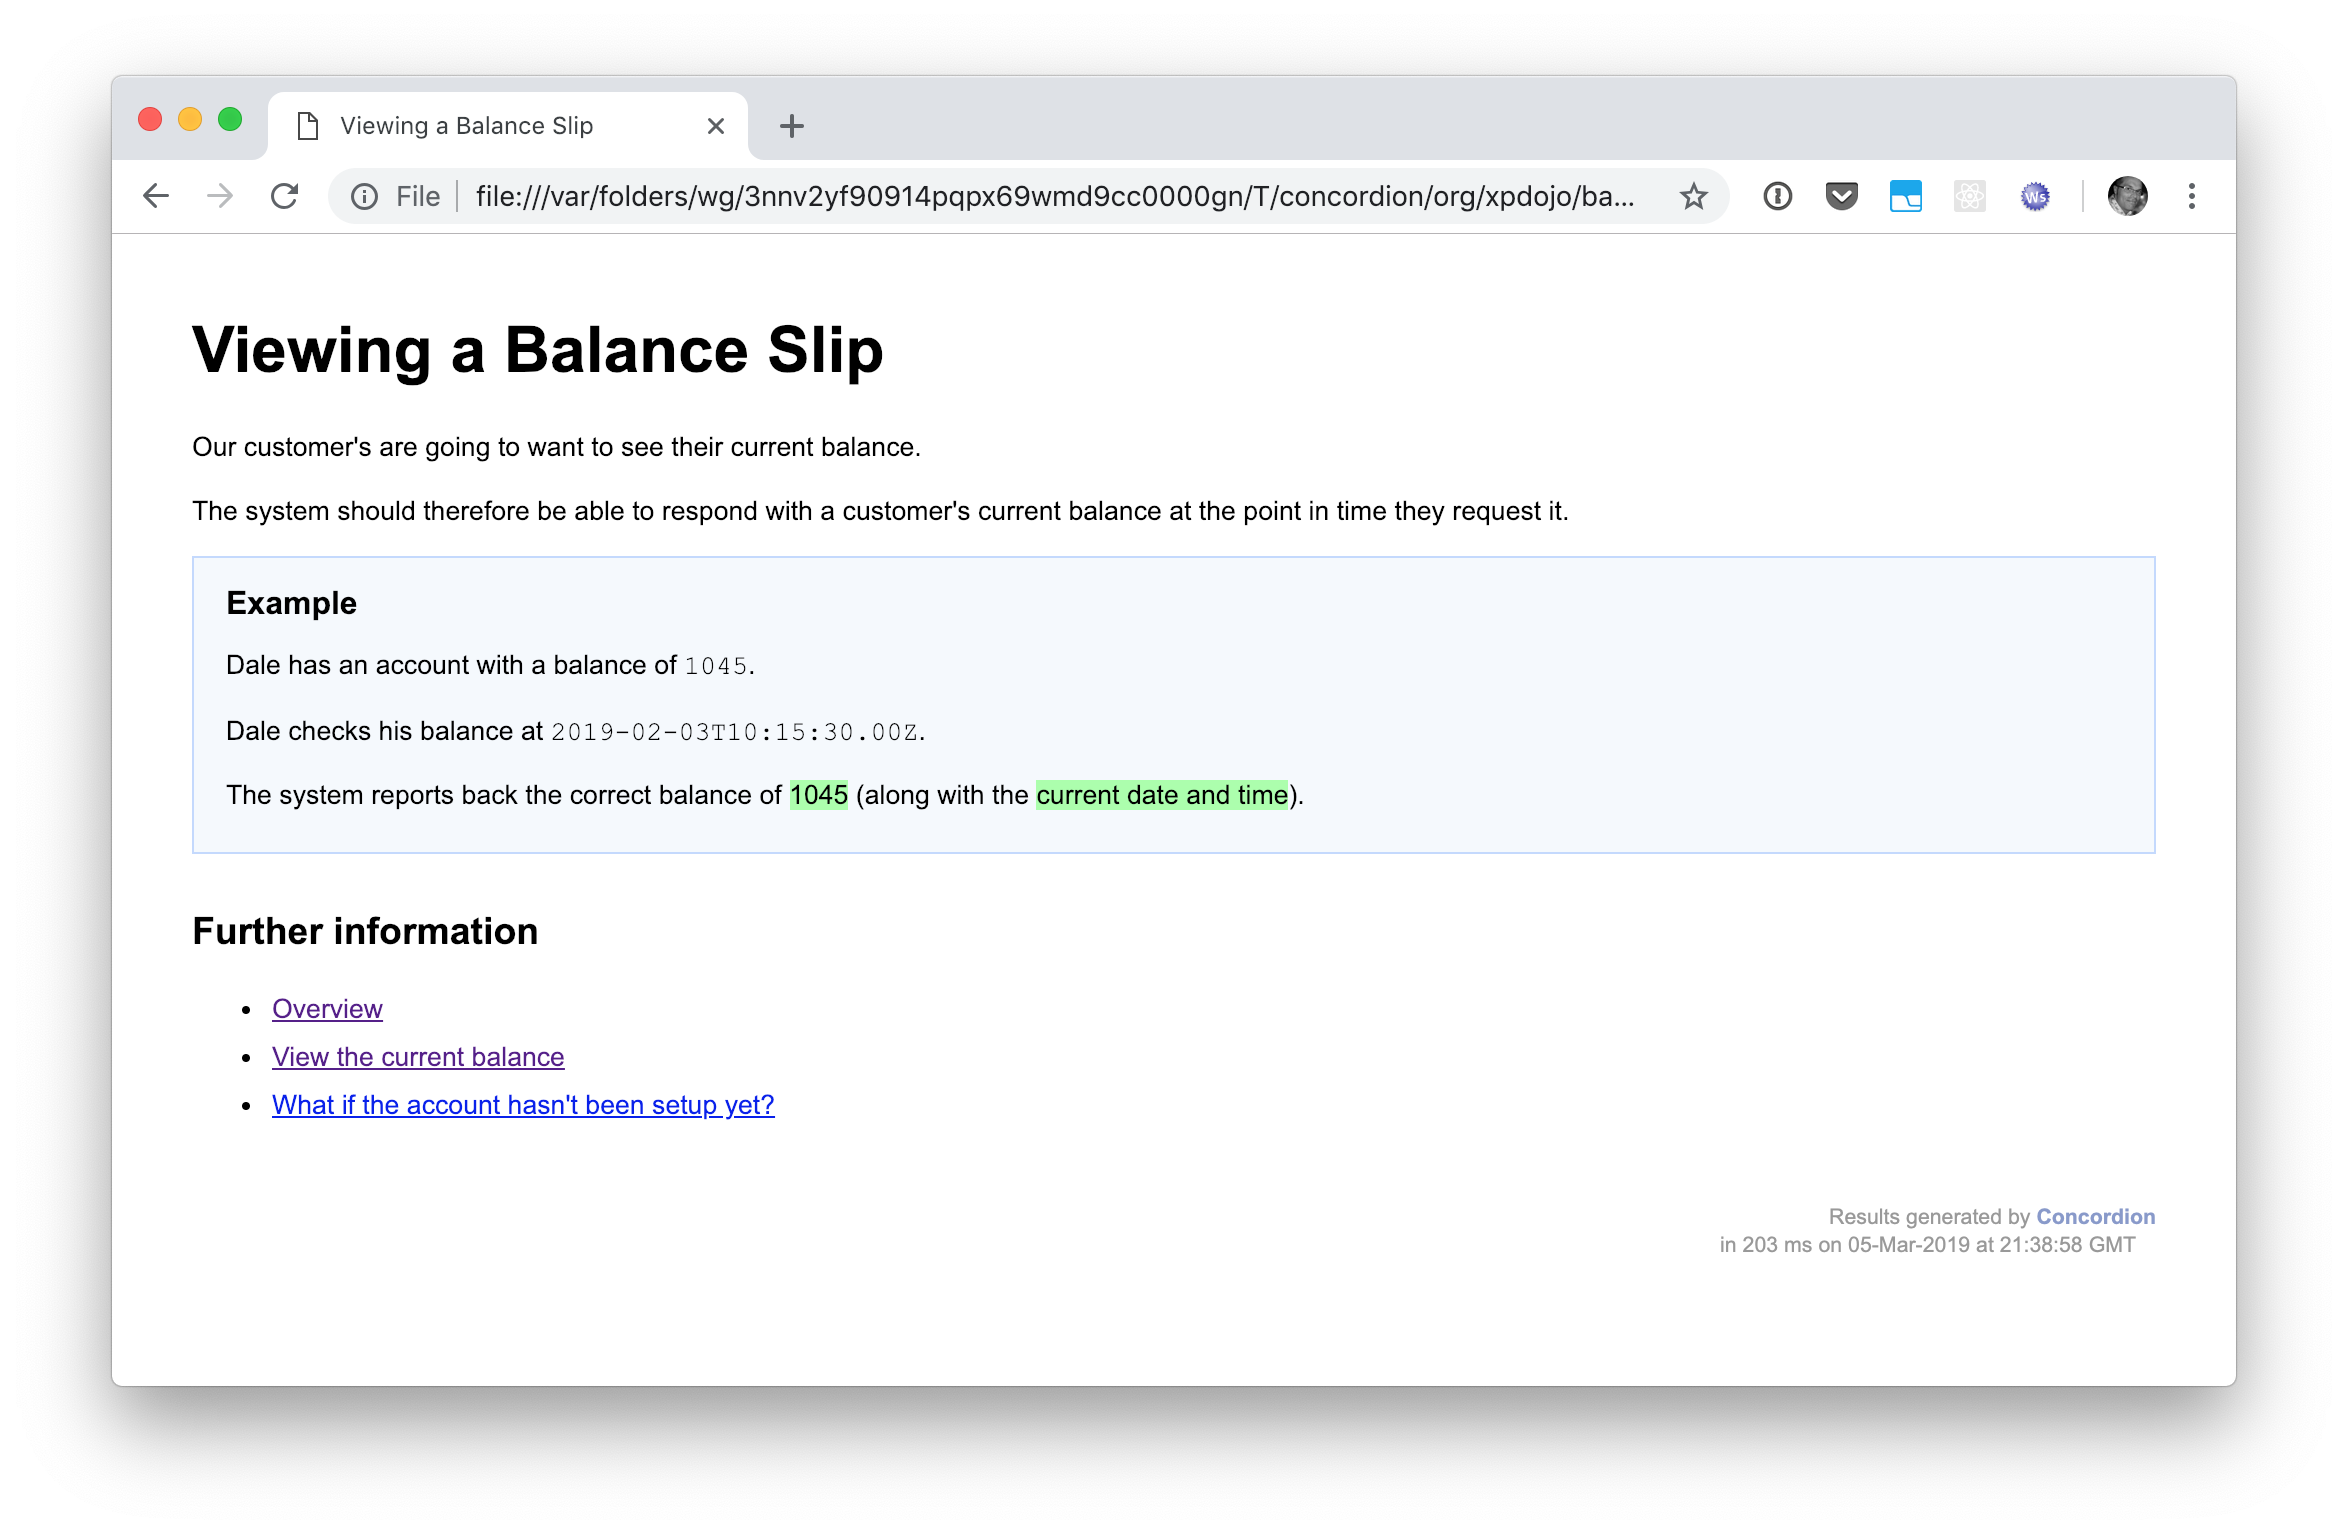 Viewing a Balance Slip
File
file:///var/folders/wg/3nnv2yf90914pqpx69wmd9cc0000gn/T/concordion/org/xpdojo/ba...
Ws
Viewing a Balance Slip
Our customer's are going to want to see their current balance.
The system should therefore be able to respond with a customer's current balance at the point in time they request it.
Example
Dale has an account with a balance of 1045.
Dale checks his balance at 2019-02-03T10:15:30.00Z.
The system reports back the correct balance of 1045 (along with the current date and time).
Further information
• Overview
• View the current balance
• What if the account hasn't been setup yet?
Results generated by Concordion
in 203 ms on 05-Mar-2019 at 21:38:58 GMT